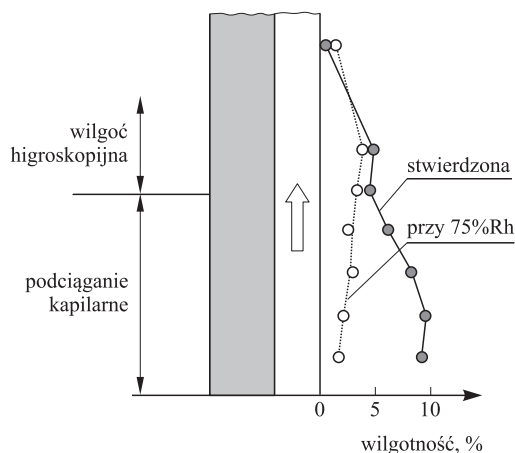 wilgoć
higroskopijna
stwierdzona
przy 75%Rh
podciąganie
kapilarne
0 5 10
wilgotność, %